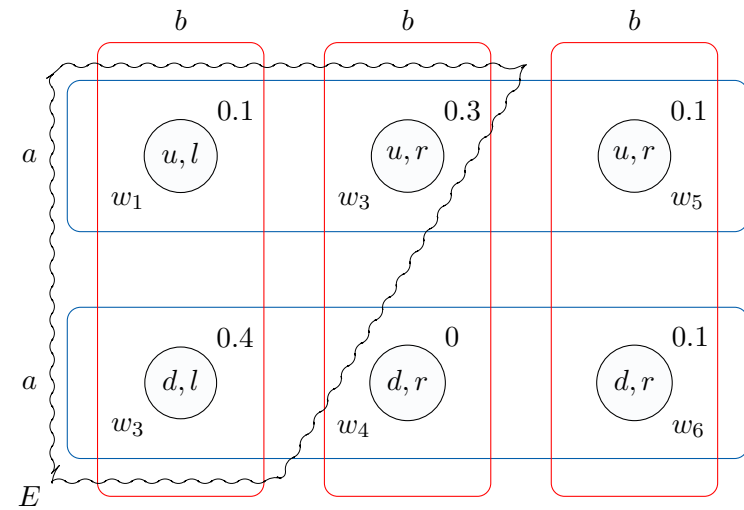 b b b
0.1 0.3 0.1
a u, l u, r u, r
w1 w3 w5
0.4 0 0.1
a d, l d, r d, r
w3 w4 w6
E